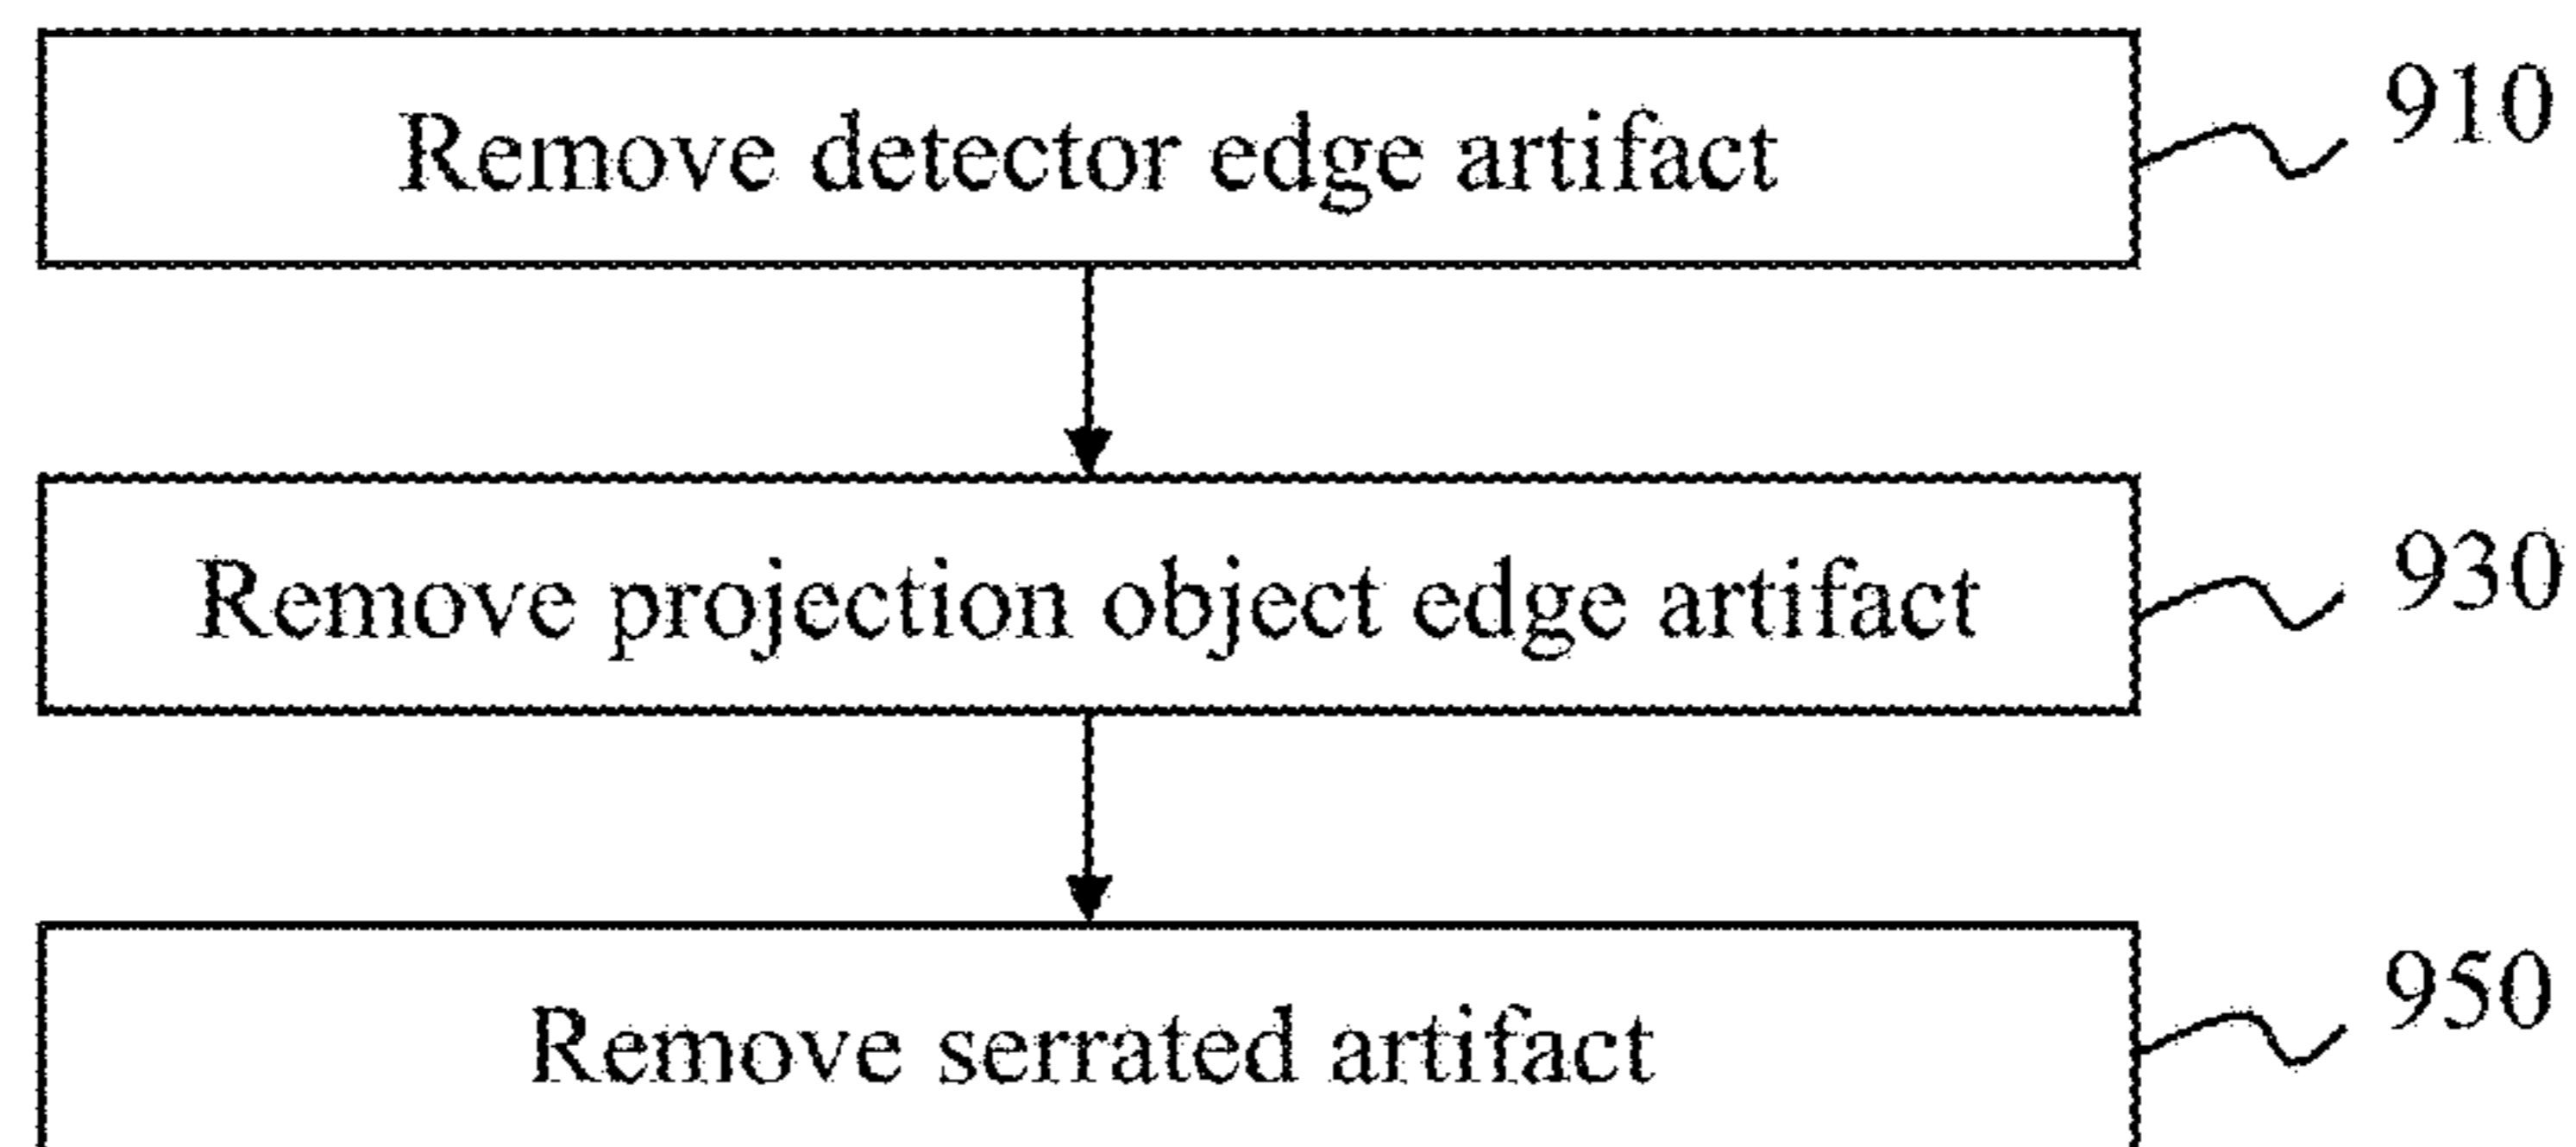 Remove detector edge artifact
910
Remove projection object edge artifact
930
Remove serrated artifact
950